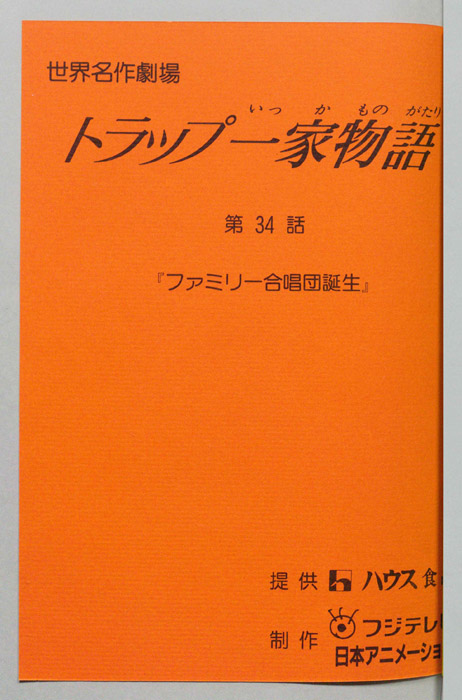 世界名作劇場
いっ か もの がたり
トラップ一家物語
第 34 話
『ファミリー合唱団誕生』
提供 ハウス食
制作 フジテレ
日本アニメーショ